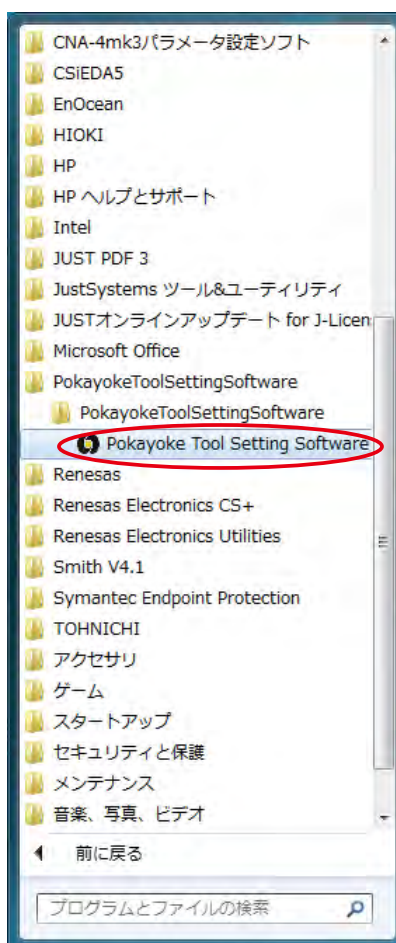 CNA-4mk3パラメータ設定ソフト
CSiEDA5
EnOcean
HIOKI
HP
HP ヘルプとサポート
Intel
JUST PDF 3
JustSystems ツール&ユーティリティ
JUSTオンラインアップデート for J-Licen
Microsoft Office
PokayokeToolSettingSoftware
PokayokeToolSettingSoftware
Pokayoke Tool Setting Software
Renesas
Renesas Electronics CS+
Renesas Electronics Utilities
Smith V4.1
Symantec Endpoint Protection
TOHNICHI
アクセサリ
ゲーム
スタートアップ
セキュリティと保護
メンテナンス
音楽、写真、ビデオ
前に戻る
プログラムとファイルの検索